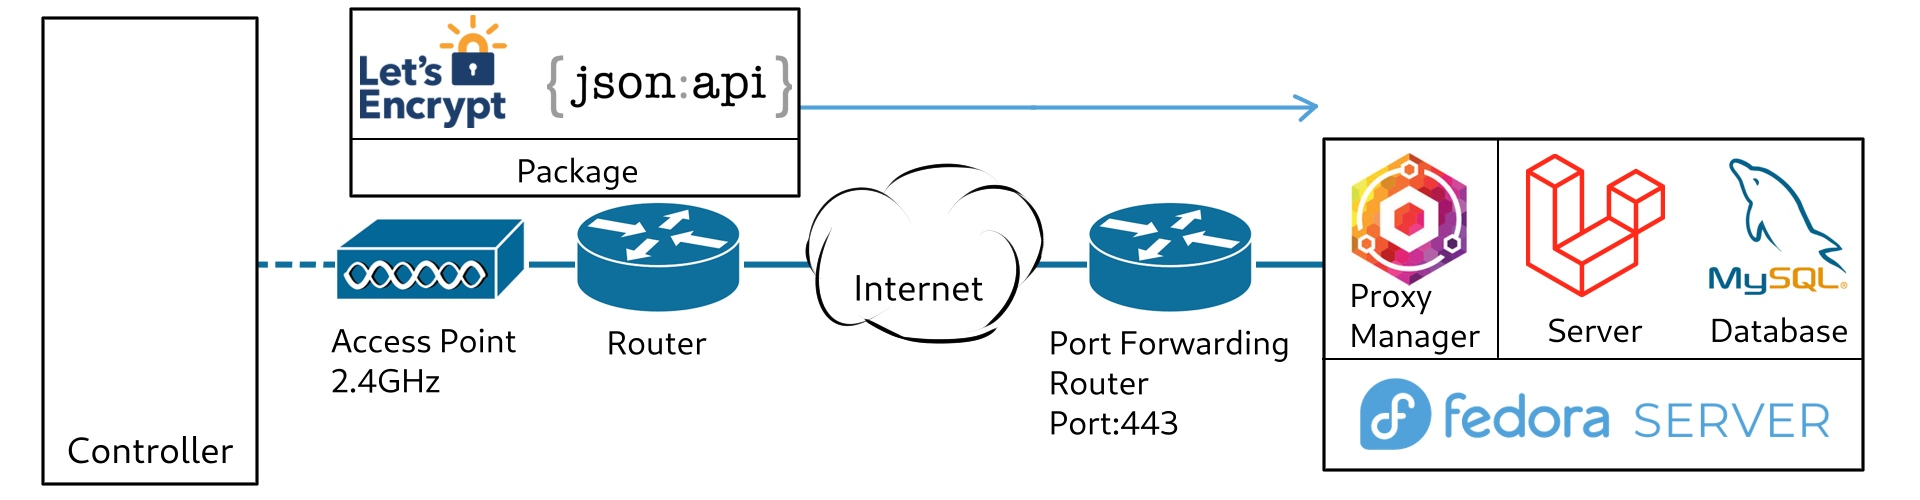 Let's
Encrypt
{json:api}
Package
Controller
Access Point
2.4GHz
Router
Internet
Port Forwarding
Router
Port:443
Proxy
Manager
Server
MySQL®
Database
fedora SERVER